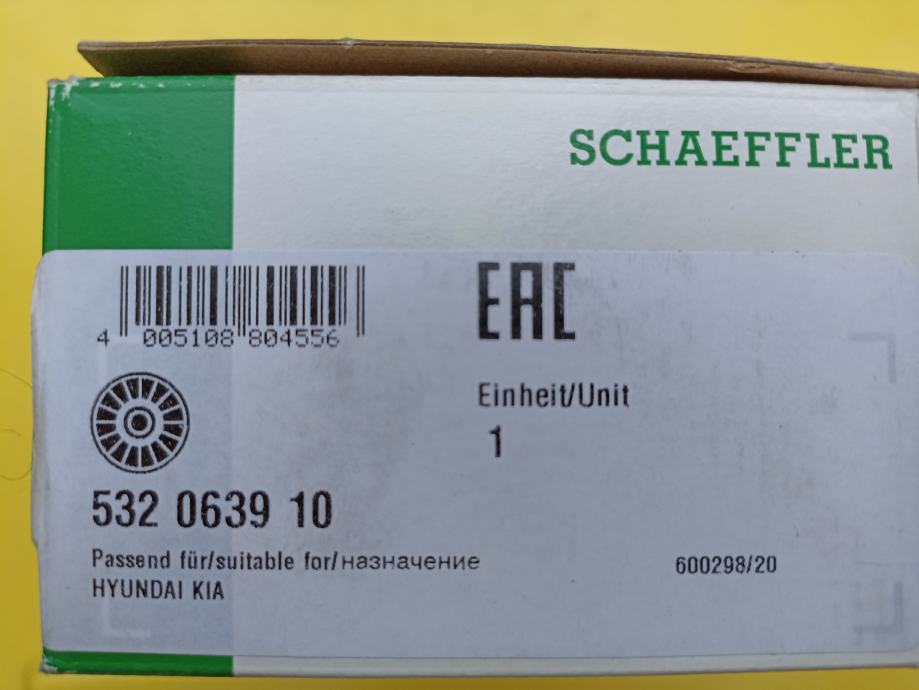 SCHAEFFLER
EAC
4 005108 804556
Einheit/Unit
1
532 0639 10
Passend für/suitable for/назначение
HYUNDAI KIA
600298/20